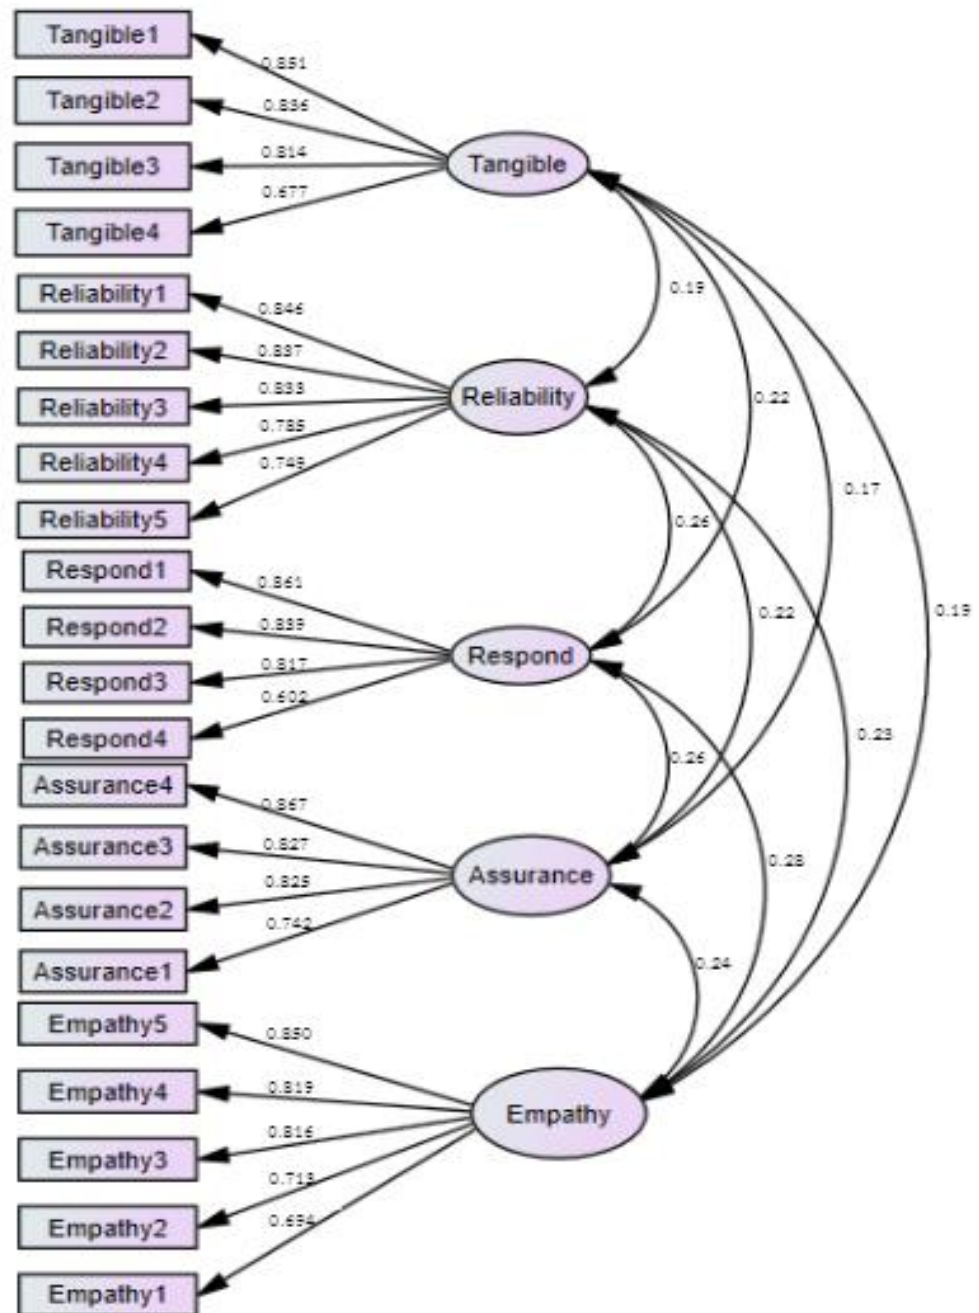 Tangible1
0.851
Tangible2
0.836
Tangible3
0.814
Tangible4
0.677
Tangible
Reliability1
0.846
Reliability2
0.837
Reliability3
0.833
Reliability4
0.785
Reliability5
0.749
Reliability
Respond1
0.861
Respond2
0.839
Respond3
0.817
Respond4
0.602
Respond
Assurance4
0.867
Assurance3
0.827
Assurance2
0.825
Assurance1
0.742
Assurance
Empathy5
0.850
Empathy4
0.819
Empathy3
0.816
Empathy2
0.713
Empathy1
0.694
Empathy
0.19
0.22
0.17
0.19
0.26
0.22
0.23
0.26
0.28
0.24